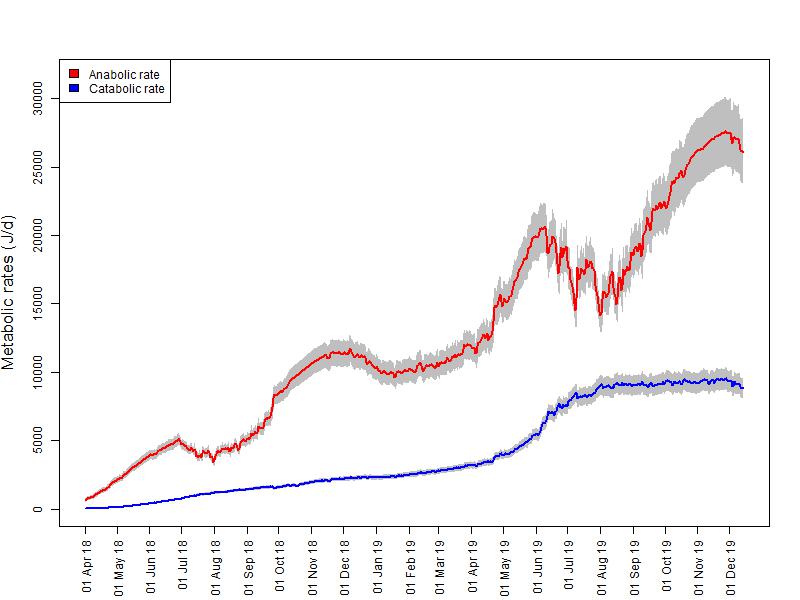 Anabolic rate
Catabolic rate
Metabolic rates (J/d)
30000
25000
20000
15000
10000
5000
0
01 Apr 18
01 May 18
01 Jun 18
01 Jul 18
01 Aug 18
01 Sep 18
01 Oct 18
01 Nov 18
01 Dec 18
01 Jan 19
01 Feb 19
01 Mar 19
01 Apr 19
01 May 19
01 Jun 19
01 Jul 19
01 Aug 19
01 Sep 19
01 Oct 19
01 Nov 19
01 Dec 19